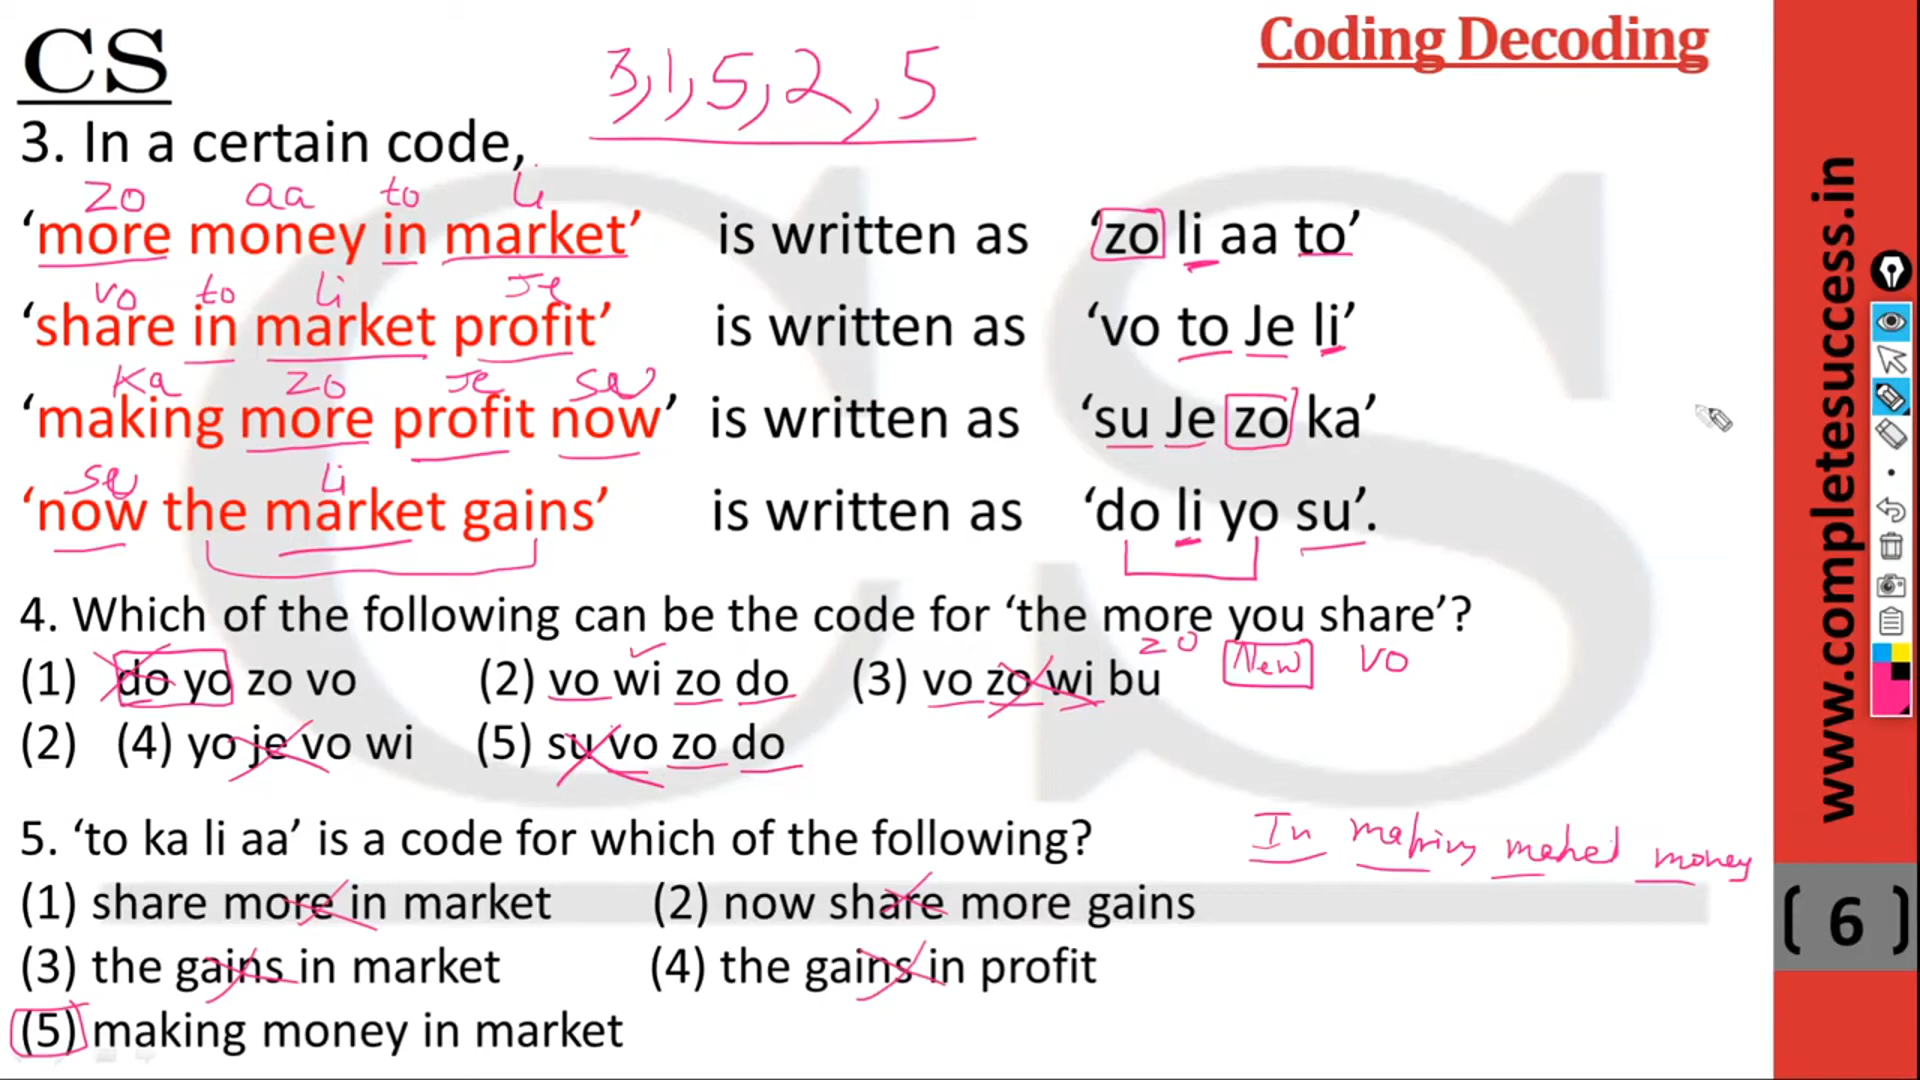 CS
Coding Decoding
3,1,5,2,5
3. In a certain code,
zo aa to li
‘more money in market’ is written as ‘zo li aa to’
vo to li Je
‘share in market profit’ is written as ‘vo to Je li’
Ka zo Je su
‘making more profit now’ is written as ‘su Je zo ka’
su li
‘now the market gains’ is written as ‘do li yo su’.
4. Which of the following can be the code for ‘the more you share’?
zo New vo
(1) do yo zo vo (2) vo wi zo do (3) vo zo wi bu
(2) (4) yo je vo wi (5) su vo zo do
5. ‘to ka li aa’ is a code for which of the following?
In making market money
(1) share more in market (2) now share more gains
(3) the gains in market (4) the gains in profit
(5) making money in market
www.completesuccess.in
( 6 )